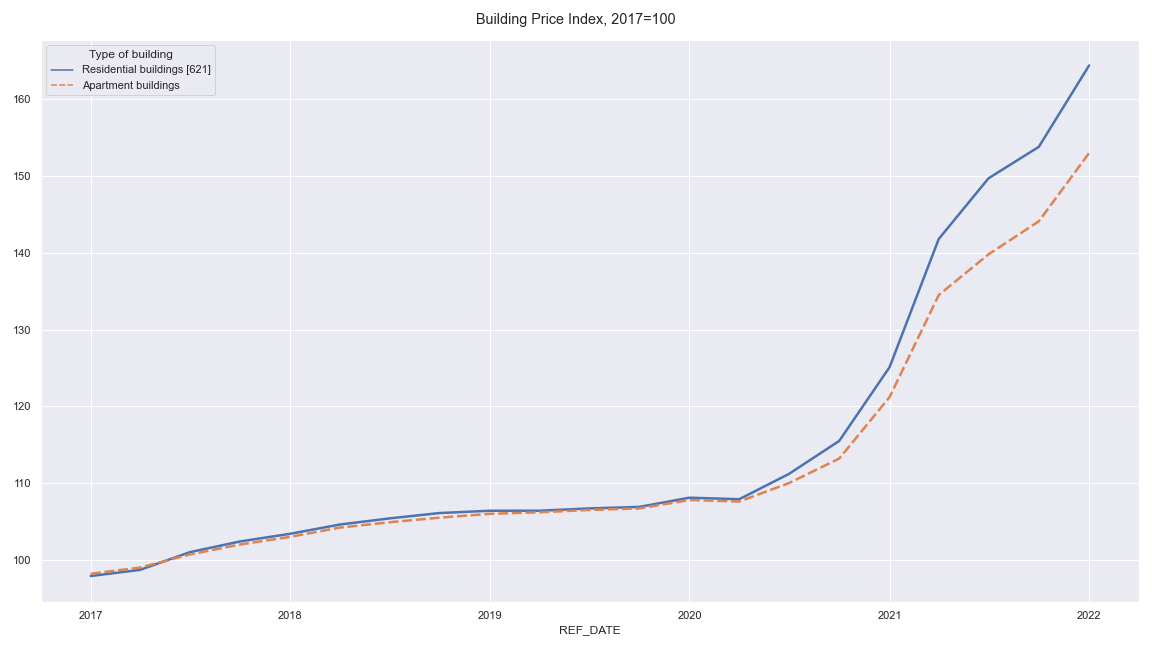 Building Price Index, 2017=100
Type of building
Residential buildings [621]
Apartment buildings
160
150
140
130
120
110
100
2017 2018 2019 2020 2021 2022
REF_DATE